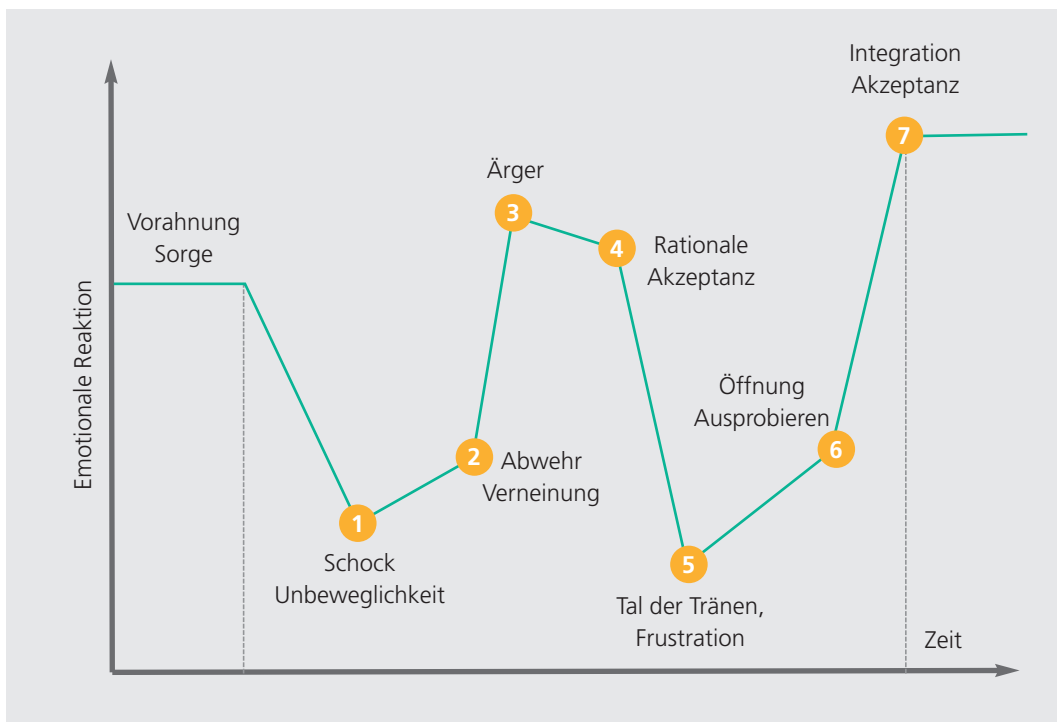 Integration
Akzeptanz
7
Ärger
3
Vorahnung
Sorge
4
Rationale
Akzeptanz
Emotionale Reaktion
Öffnung
Ausprobieren
6
2
Abwehr
Verneinung
1
Schock
Unbeweglichkeit
5
Tal der Tränen,
Frustration
Zeit